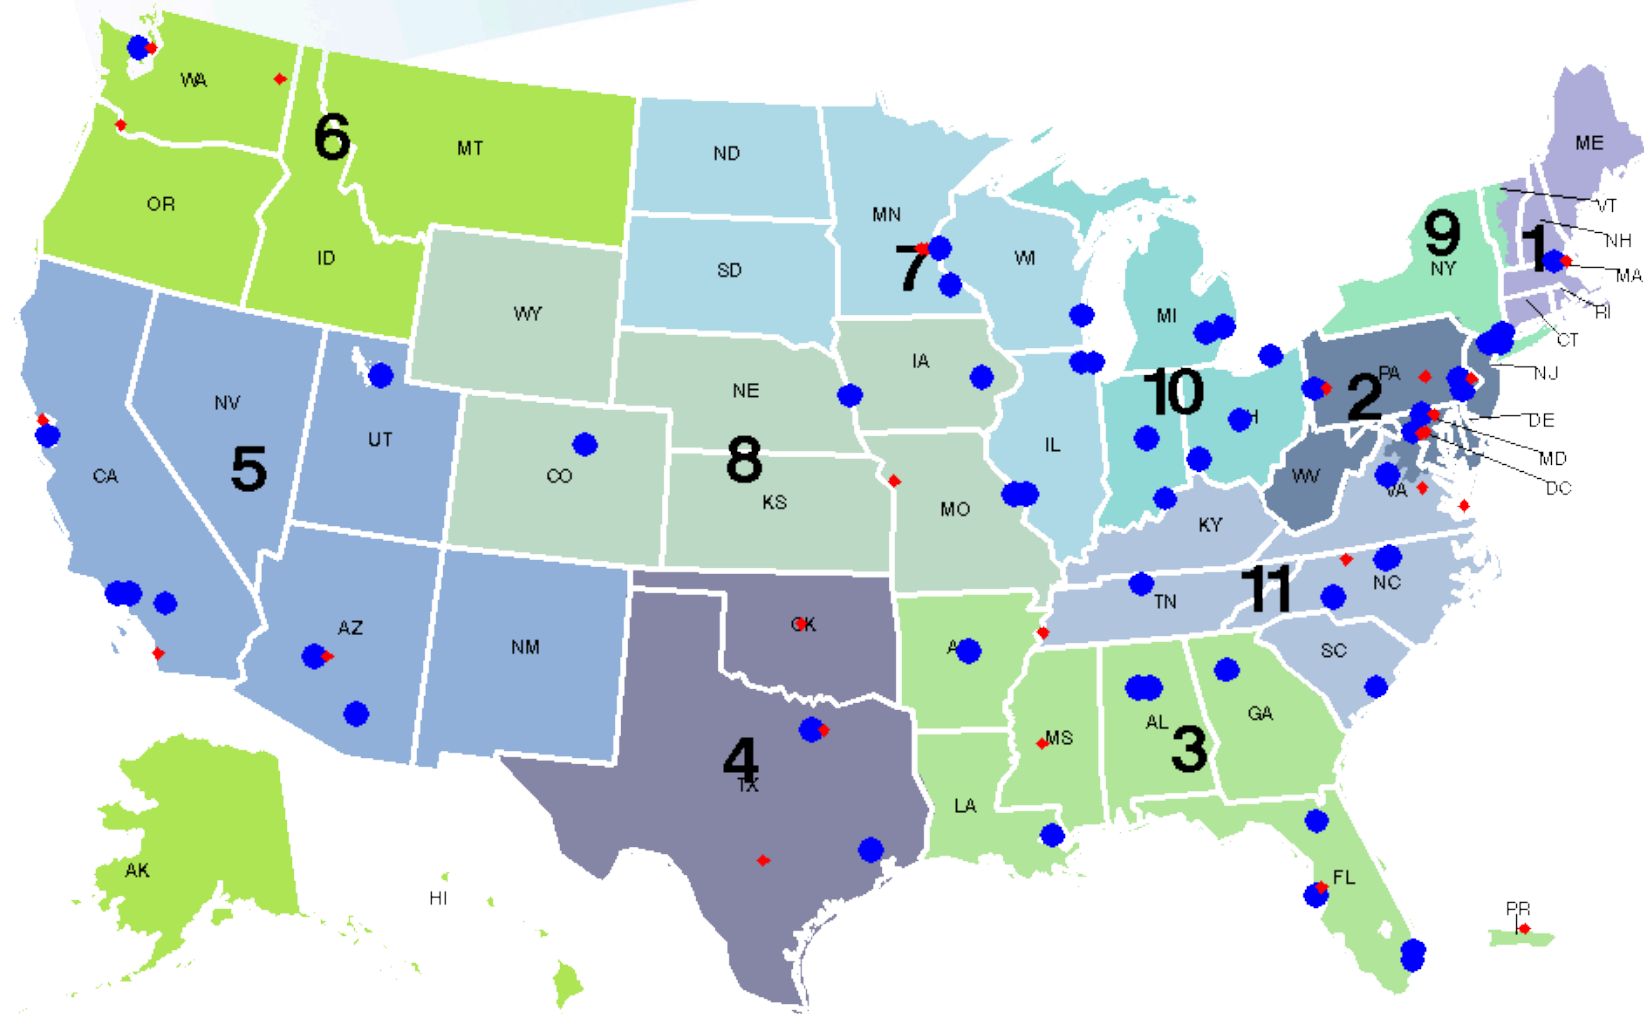 WA
6
MT
OR
ID
ND
MN
SD
7
WI
MI
ME
VT
9
NH
1
NY
MA
RI
CT
WY
NV
5
UT
CA
CO
NE
IA
8
KS
MO
IL
10
PA
2
NJ
DE
MD
DC
WV
VA
KY
11
NC
TN
SC
AZ
NM
OK
4
TX
MS
AL
3
GA
LA
FL
AK
HI
PR